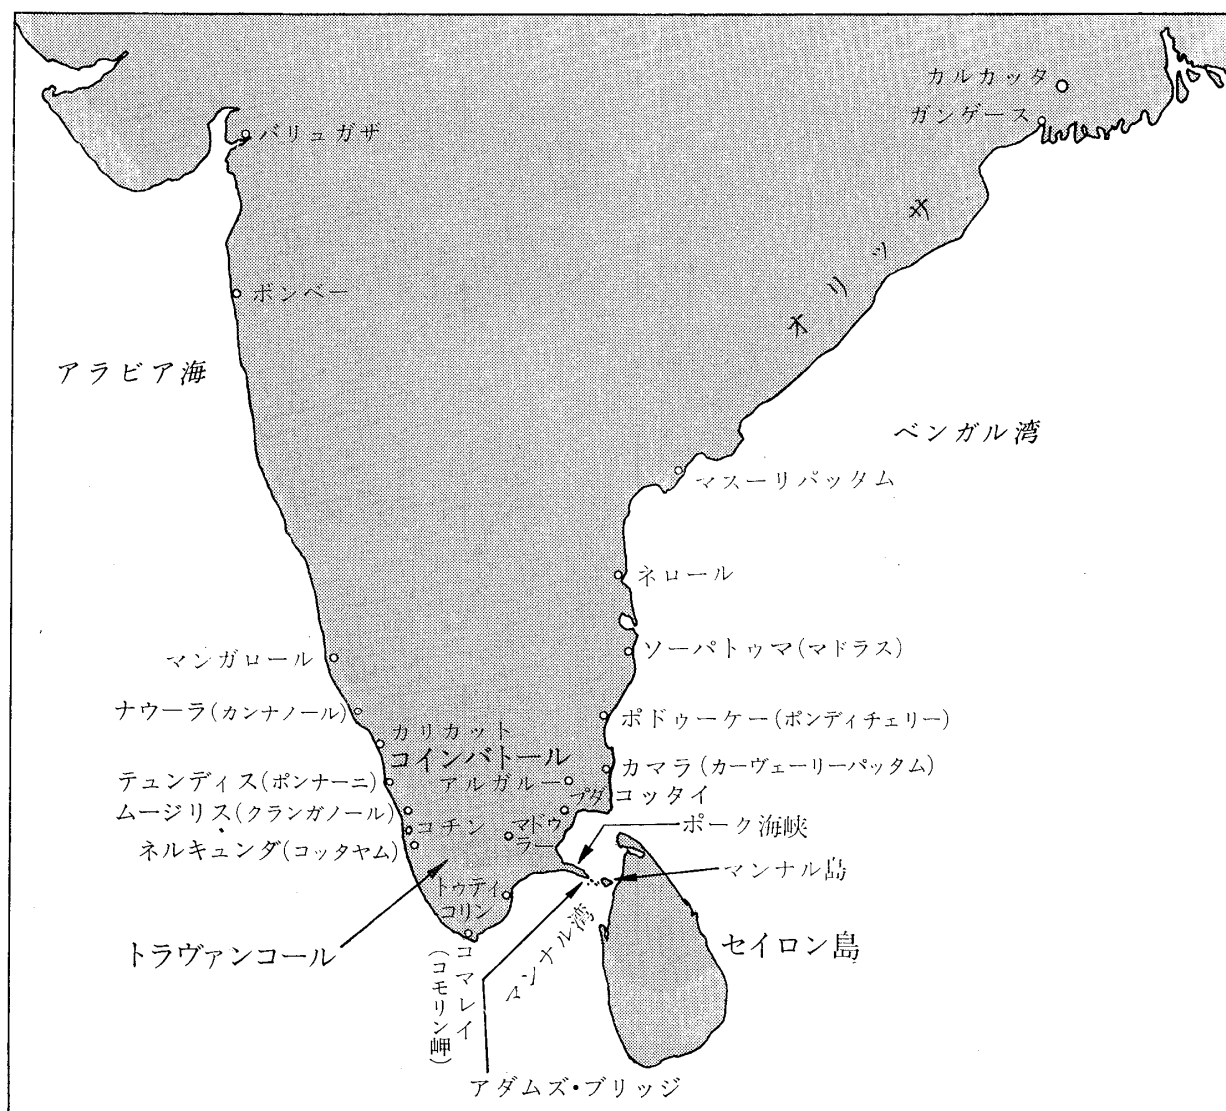 カルカッタ
ガンゲース
バリュガザ
オリッサ
ボンベー
アラビア海
ベンガル湾
マスーリパッタム
ネロール
ソーパトゥマ(マドラス)
マンガロール
ナウーラ(カンナノール)
ポドゥーケー(ポンディチェリー)
カリカット
コインバトール
カマラ(カーヴェーリーパッタム)
テュンディス(ポンナーニ)
アルガルー
プダコッタイ
ムージリス(クランガノール)
コチン
マドゥ
ラー
ポーク海峡
ネルキュンダ(コッタヤム)
マンナル島
トゥティ
コリン
マンナル湾
トラヴァンコール
セイロン島
コマレイ
(コモリン岬)
アダムズ・ブリッジ